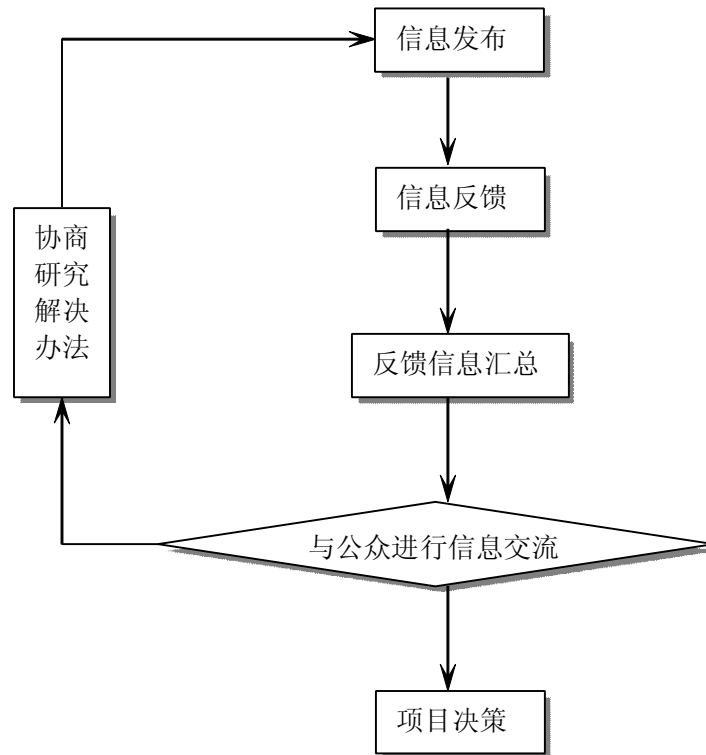 信息发布
信息反馈
协商
研究
解决
办法
反馈信息汇总
与公众进行信息交流
项目决策